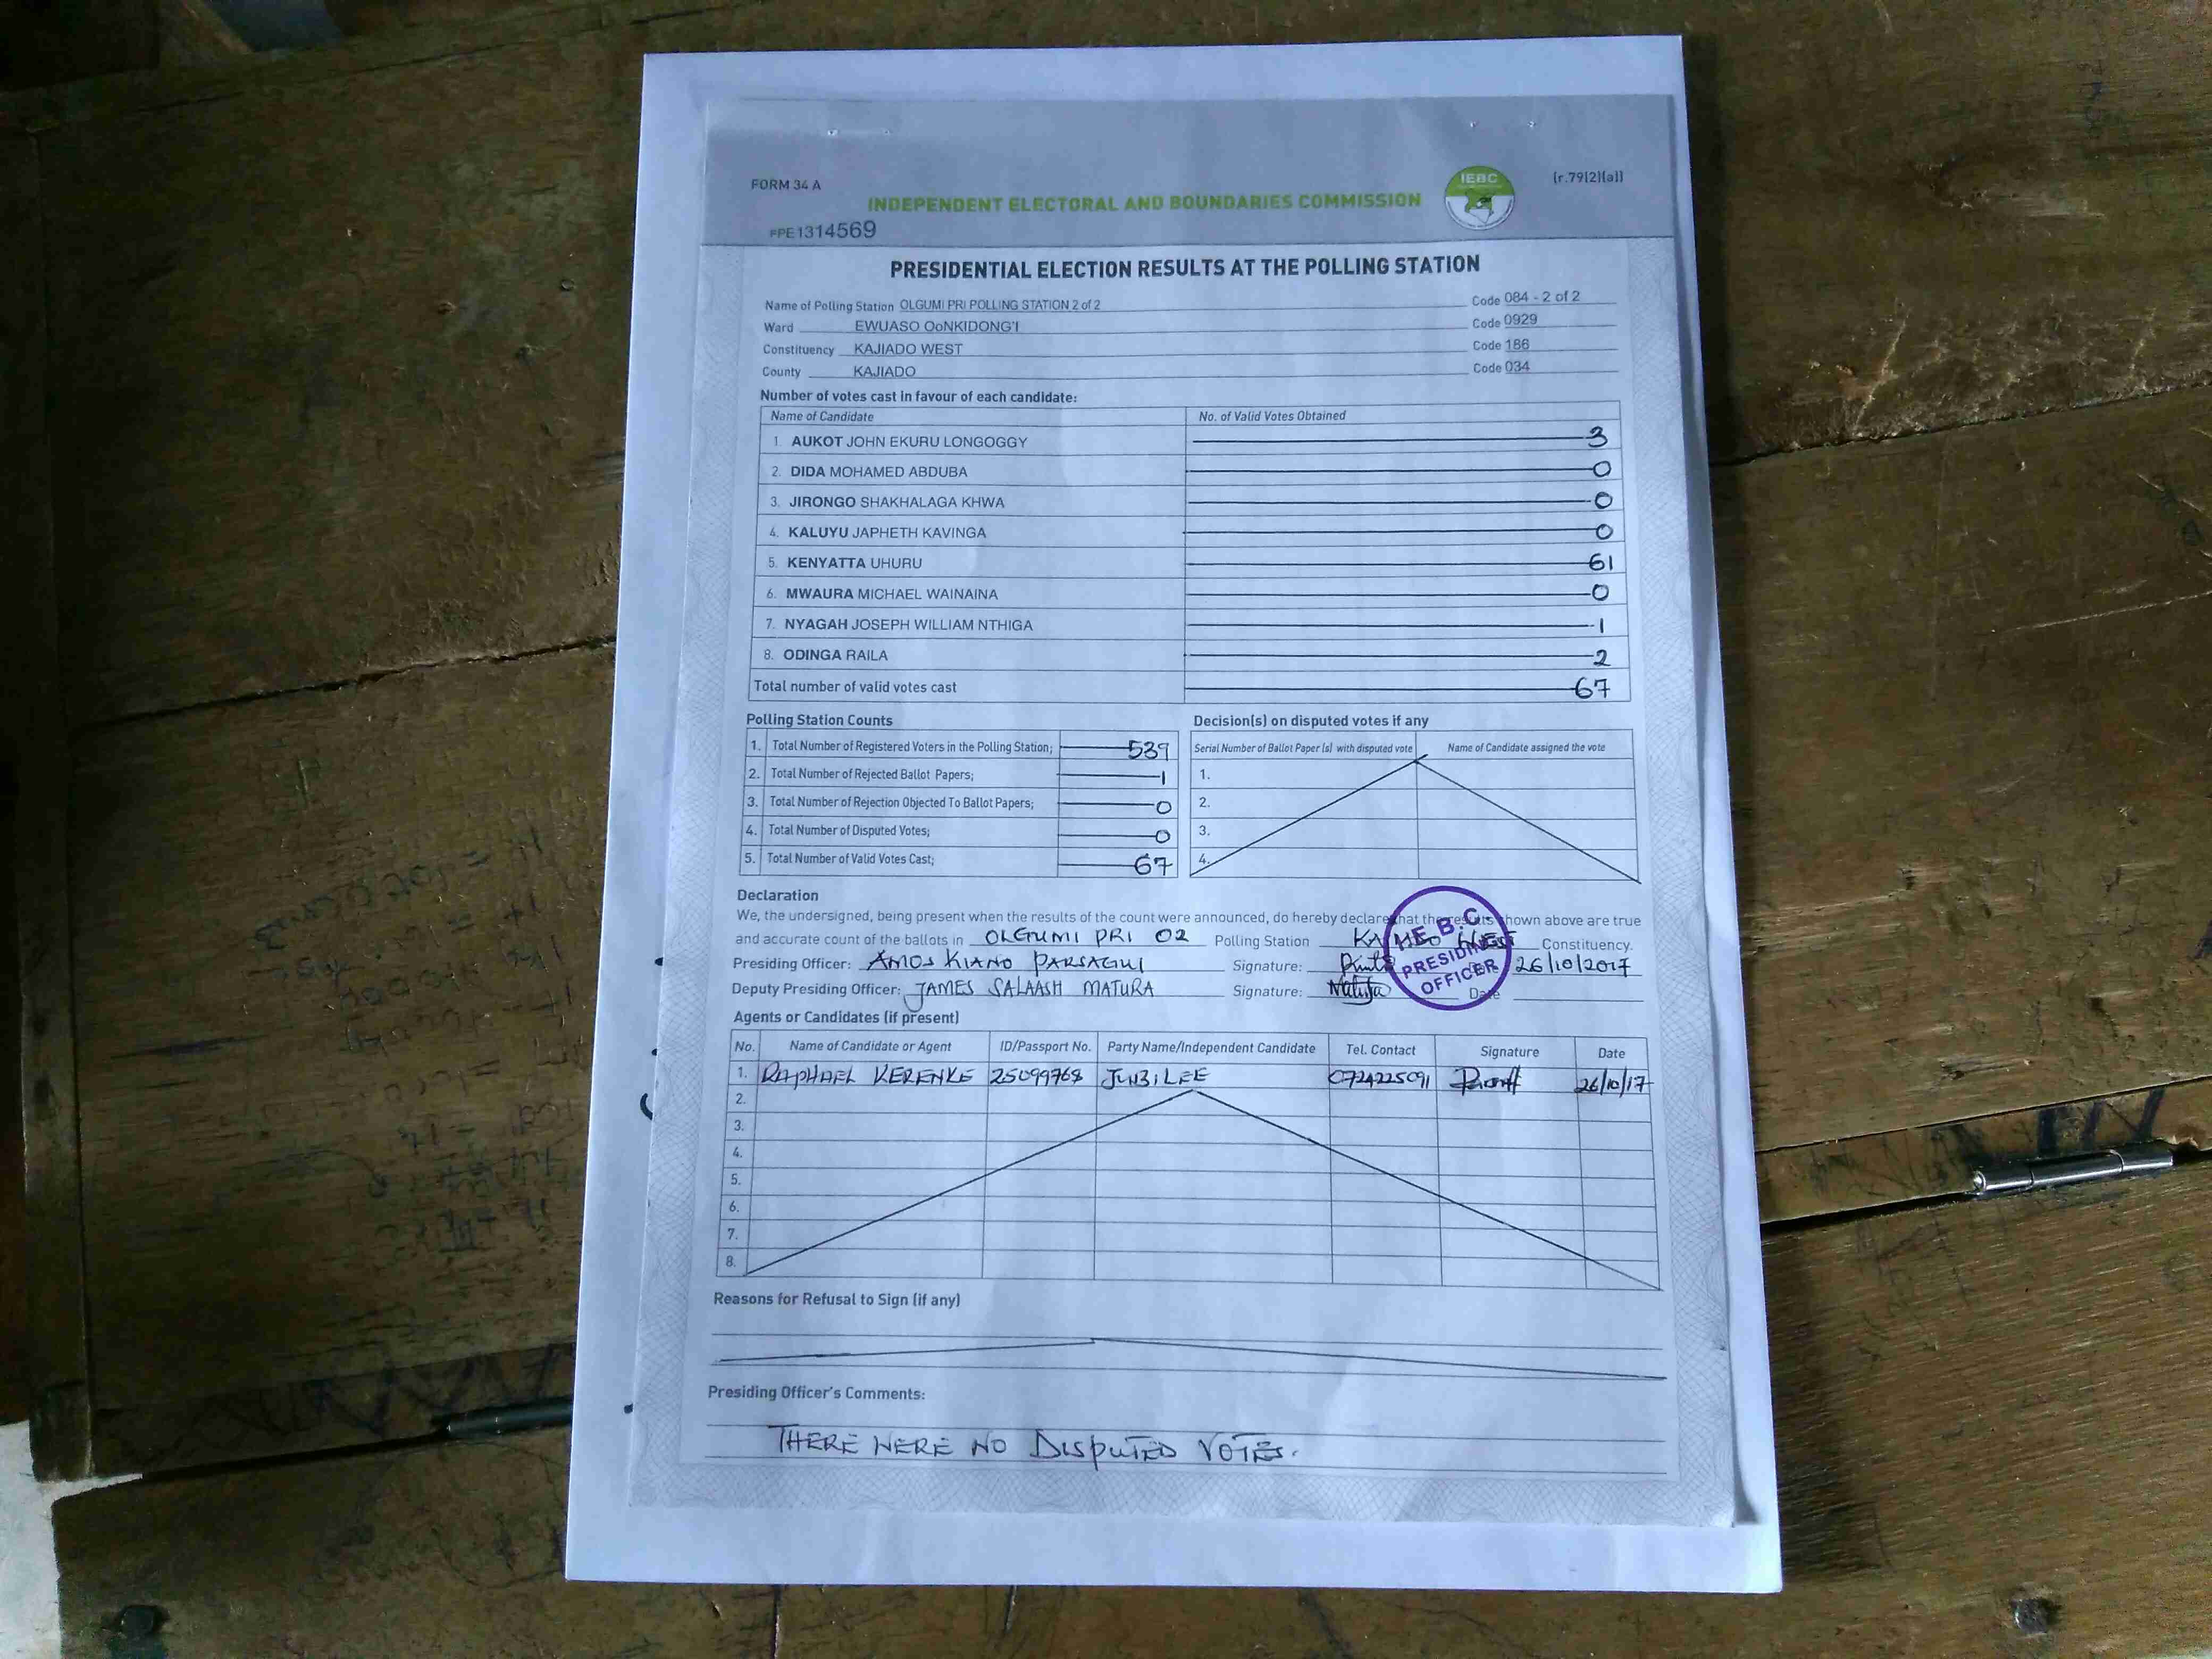 FORM 34 A
IEBC
(r.79(2)(a))
INDEPENDENT ELECTORAL AND BOUNDARIES COMMISSION
PPE1314569
PRESIDENTIAL ELECTION RESULTS AT THE POLLING STATION
Name of Polling Station OLGUMI PRI POLLING STATION 2 of 2 Code 084 - 2 of 2
Ward EWUASO OoNKIDONG'I Code 0929
Constituency KAJIADO WEST Code 186
County KAJIADO Code 034
Number of votes cast in favour of each candidate:
Name of Candidate No. of Valid Votes Obtained
1. AUKOT JOHN EKURU LONGOGGY 3
2. DIDA MOHAMED ABDUBA 0
3. JIRONGO SHAKHALAGA KHWA 0
4. KALUYU JAPHETH KAVINGA 0
5. KENYATTA UHURU 61
6. MWAURA MICHAEL WAINAINA 0
7. NYAGAH JOSEPH WILLIAM NTHIGA 1
8. ODINGA RAILA 2
Total number of valid votes cast 67
Polling Station Counts
1. Total Number of Registered Voters in the Polling Station; 539
2. Total Number of Rejected Ballot Papers; 1
3. Total Number of Rejection Objected To Ballot Papers; 0
4. Total Number of Disputed Votes; 0
5. Total Number of Valid Votes Cast; 67
Decision(s) on disputed votes if any
Serial Number of Ballot Paper (s) with disputed vote Name of Candidate assigned the vote
1.
2.
3.
4.
Declaration
We, the undersigned, being present when the results of the count were announced, do hereby declare that the results shown above are true
and accurate count of the ballots in OLGUMI PRI 02 Polling Station KAJIADO WEST Constituency.
Presiding Officer: AMOS KIANO PARSAGUI Signature: Date 26/10/2017
Deputy Presiding Officer: JAMES SALAASH MATURA Signature: Date
I.E.B.C.
PRESIDING
OFFICER
Agents or Candidates (if present)
No. Name of Candidate or Agent ID/Passport No. Party Name/Independent Candidate Tel. Contact Signature Date
1. RAPHAEL KERENKE 25099768 JUBILEE 0724225091 26/10/17
2.
3.
4.
5.
6.
7.
8.
Reasons for Refusal to Sign (if any)
Presiding Officer's Comments:
THERE WERE NO DISPUTED VOTES.